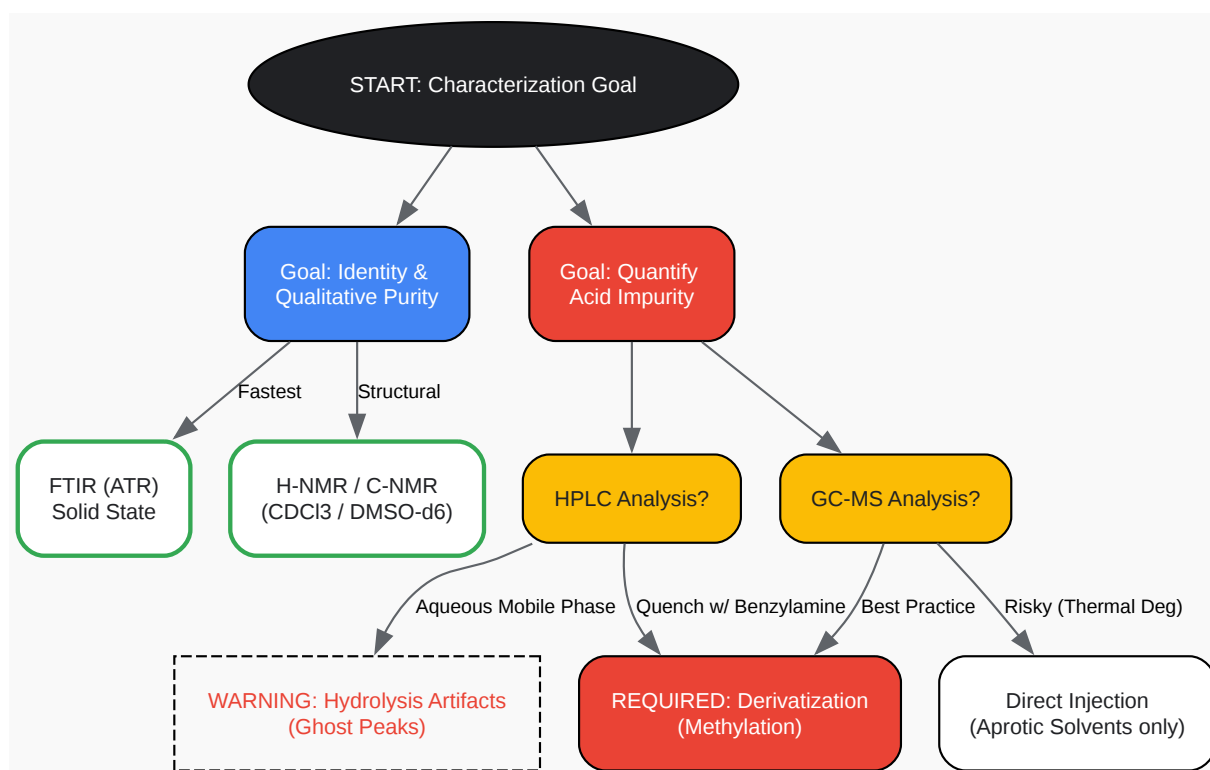 START: Characterization Goal
Goal: Identity &
Qualitative Purity
Goal: Quantify
Acid Impurity
Fastest
Structural
FTIR (ATR)
Solid State
H-NMR / C-NMR
(CDCl3 / DMSO-d6)
HPLC Analysis?
GC-MS Analysis?
Aqueous Mobile Phase
Quench w/ Benzylamine
Best Practice
Risky (Thermal Deg)
WARNING: Hydrolysis Artifacts
(Ghost Peaks)
REQUIRED: Derivatization
(Methylation)
Direct Injection
(Aprotic Solvents only)